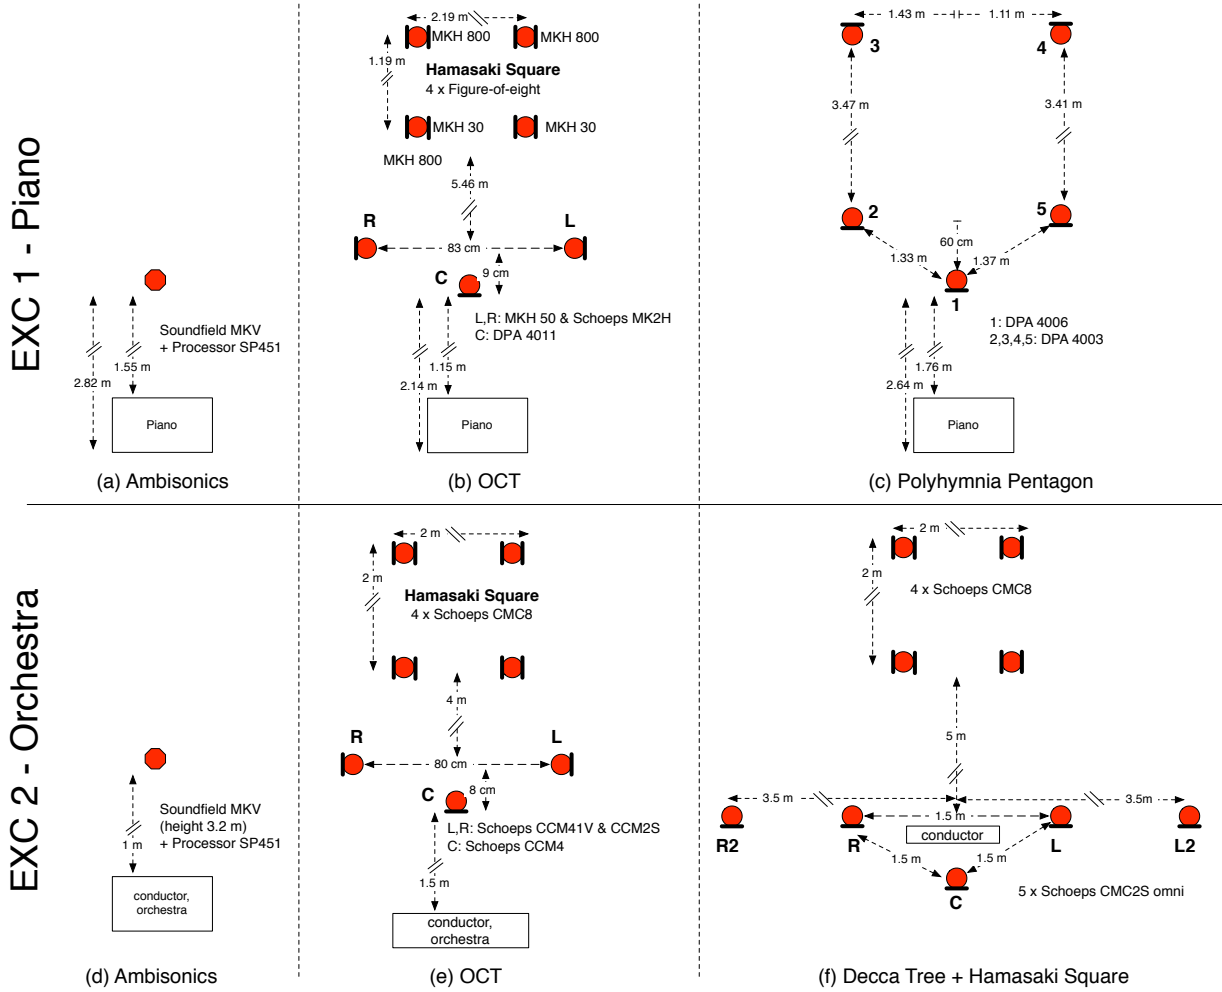 EXC 1 - Piano
Soundfield MKV
+ Processor SP451
1.55 m
2.82 m
Piano
(a) Ambisonics
2.19 m
MKH 800
MKH 800
1.19 m
Hamasaki Square
4 x Figure-of-eight
MKH 30
MKH 30
MKH 800
5.46 m
R
L
83 cm
C
9 cm
L,R: MKH 50 & Schoeps MK2H
C: DPA 4011
1.15 m
2.14 m
Piano
(b) OCT
1.43 m
1.11 m
3
4
3.47 m
3.41 m
2
5
60 cm
1.33 m
1.37 m
1
1: DPA 4006
2,3,4,5: DPA 4003
1.76 m
2.64 m
Piano
(c) Polyhymnia Pentagon
EXC 2 - Orchestra
Soundfield MKV
(height 3.2 m)
+ Processor SP451
1 m
conductor,
orchestra
(d) Ambisonics
2 m
2 m
Hamasaki Square
4 x Schoeps CMC8
4 m
R
L
80 cm
8 cm
C
L,R: Schoeps CCM41V & CCM2S
C: Schoeps CCM4
1.5 m
conductor,
orchestra
(e) OCT
2 m
2 m
4 x Schoeps CMC8
5 m
3.5 m
3.5m
1.5 m
conductor
R2
R
L
L2
1.5 m
1.5 m
C
5 x Schoeps CMC2S omni
(f) Decca Tree + Hamasaki Square